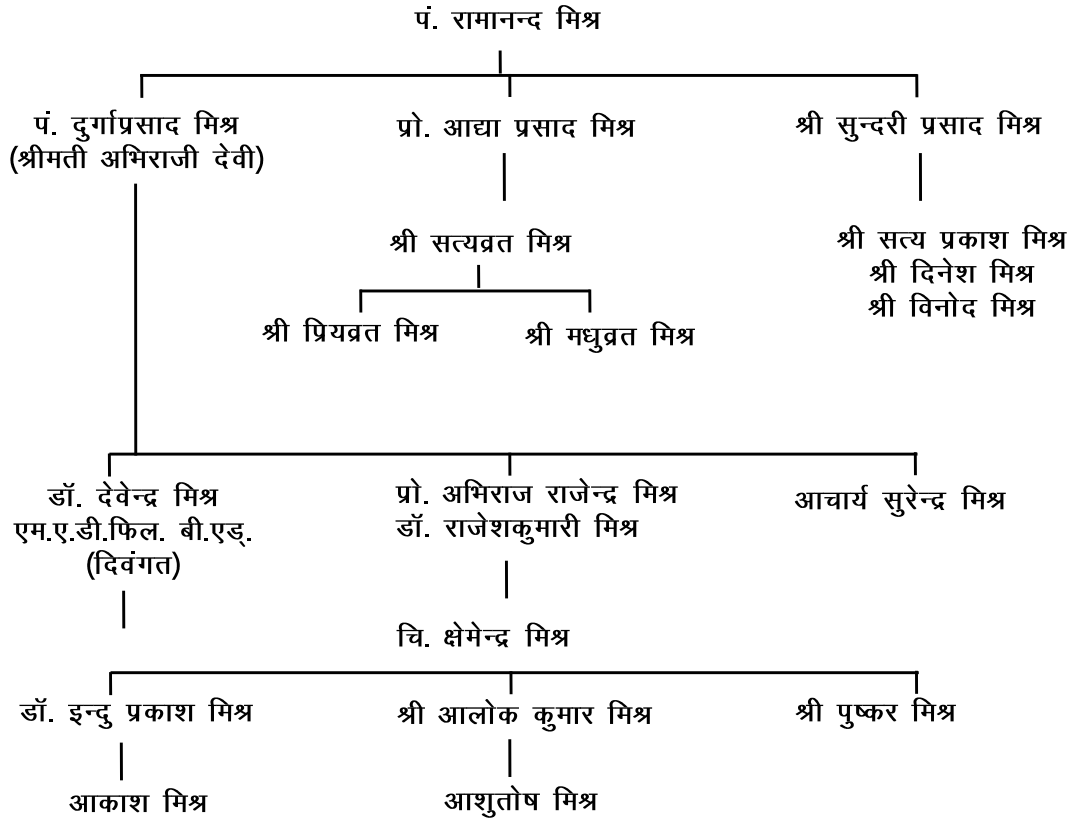 पं. रामानन्द मिश्र
पं. दुर्गाप्रसाद मिश्र
(श्रीमती अभिराजी देवी)
प्रो. आद्या प्रसाद मिश्र
श्री सुन्दरी प्रसाद मिश्र
श्री सत्यव्रत मिश्र
श्री सत्य प्रकाश मिश्र
श्री दिनेश मिश्र
श्री विनोद मिश्र
श्री प्रियव्रत मिश्र
श्री मधुव्रत मिश्र
डॉ. देवेन्द्र मिश्र
एम.ए.डी.फिल. बी.एड्.
(दिवंगत)
प्रो. अभिराज राजेन्द्र मिश्र
डॉ. राजेशकुमारी मिश्र
आचार्य सुरेन्द्र मिश्र
चि. क्षेमेन्द्र मिश्र
डॉ. इन्दु प्रकाश मिश्र
श्री आलोक कुमार मिश्र
श्री पुष्कर मिश्र
आकाश मिश्र
आशुतोष मिश्र